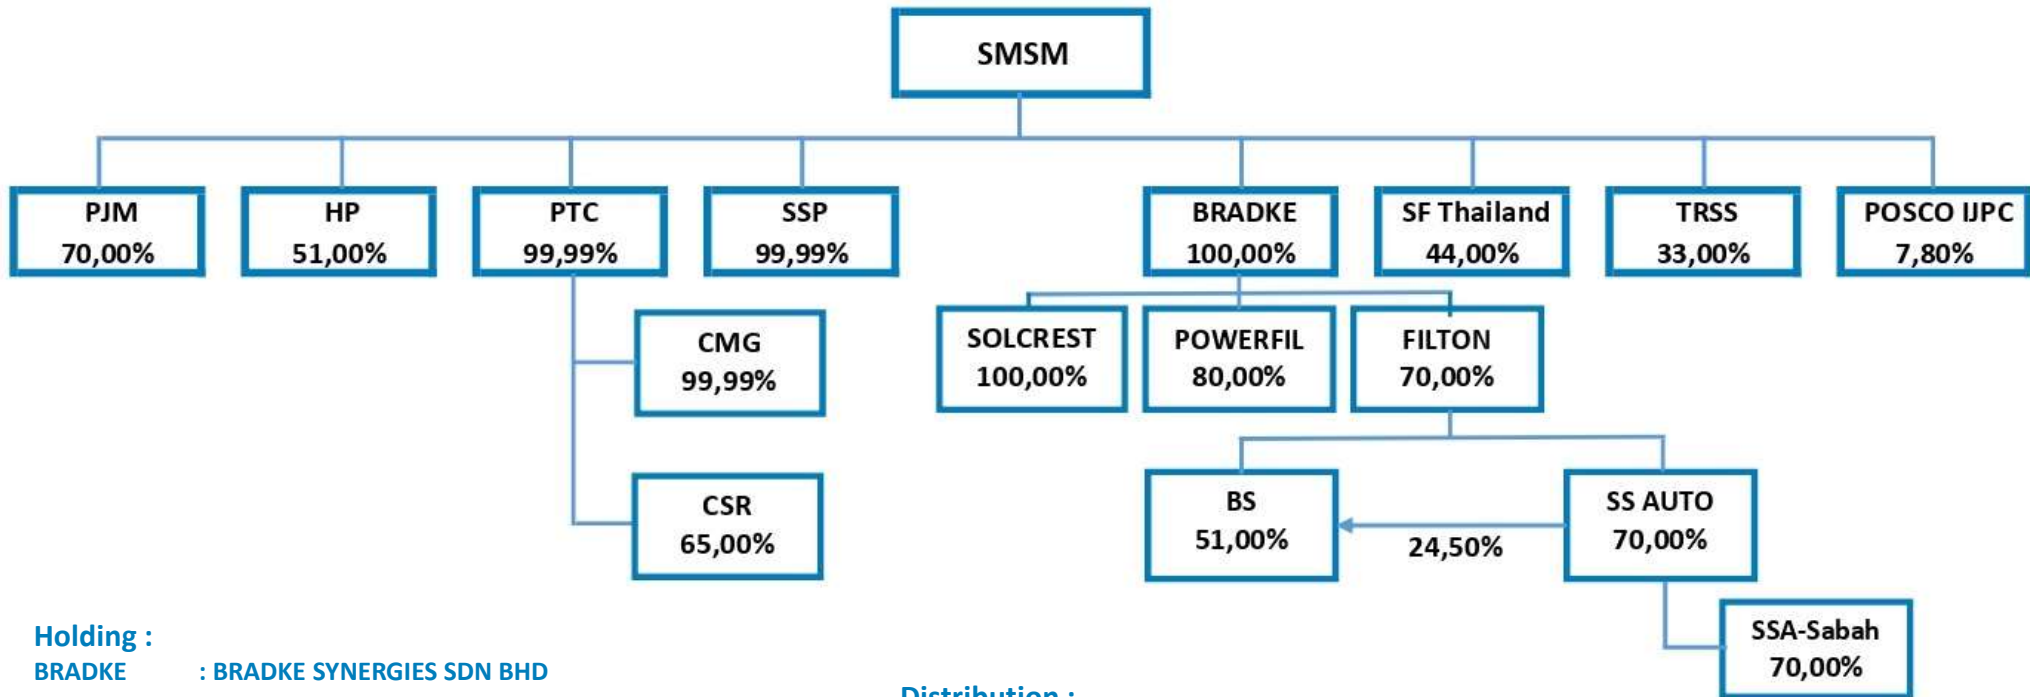 SMSM
PJM
70,00%
HP
51,00%
PTC
99,99%
SSP
99,99%
BRADKE
100,00%
SF Thailand
44,00%
TRSS
33,00%
POSCO IJPC
7,80%
CMG
99,99%
SOLCREST
100,00%
POWERFIL
80,00%
FILTON
70,00%
CSR
65,00%
BS
51,00%
24,50%
SS AUTO
70,00%
SSA-Sabah
70,00%
Holding :
BRADKE : BRADKE SYNERGIES SDN BHD
Distribution :